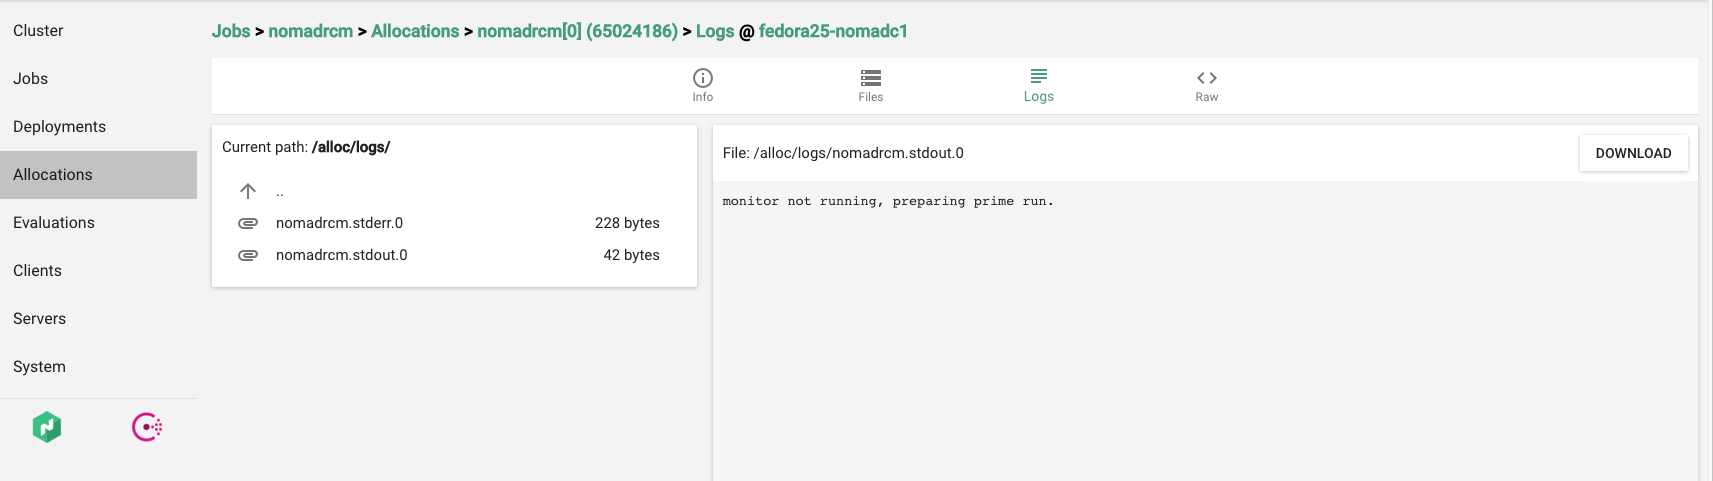 Cluster
Jobs
Deployments
Allocations
Evaluations
Clients
Servers
System
Jobs > nomadrcm > Allocations > nomadrcm[0] (65024186) > Logs @ fedora25-nomadc1
Info
Files
Logs
Raw
Current path: /alloc/logs/
..
nomadrcm.stderr.0 228 bytes
nomadrcm.stdout.0 42 bytes
File: /alloc/logs/nomadrcm.stdout.0
DOWNLOAD
monitor not running, preparing prime run.